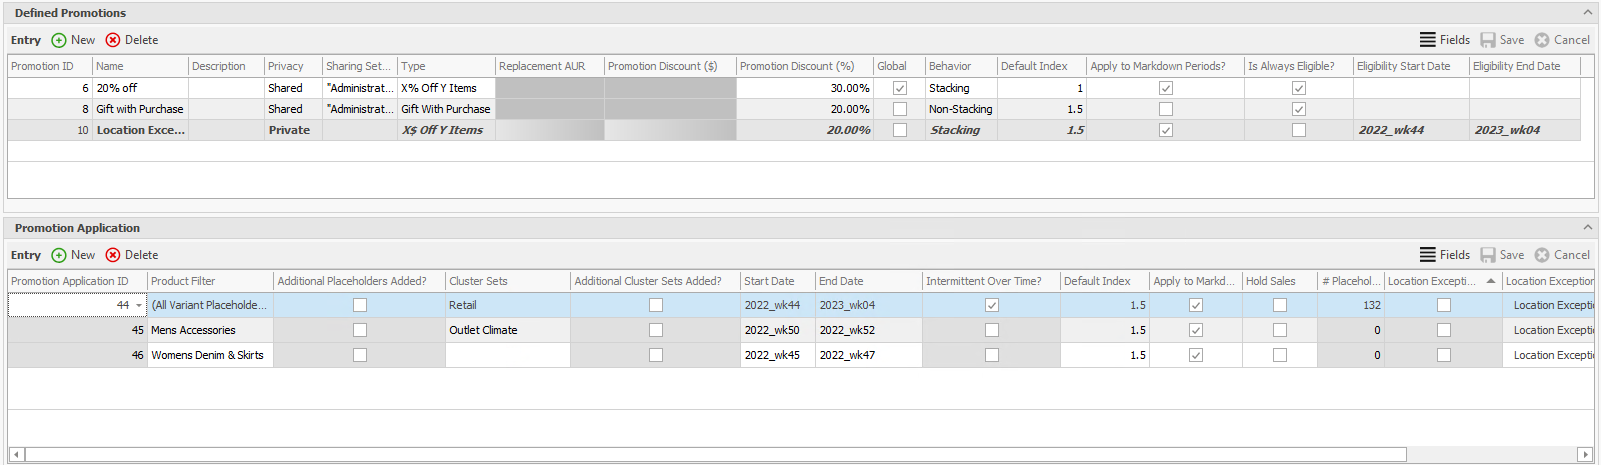 Defined Promotions
Entry New Delete Fields Save Cancel
Promotion ID Name Description Privacy Sharing Set... Type Replacement AUR Promotion Discount ($) Promotion Discount (%) Global Behavior Default Index Apply to Markdown Periods? Is Always Eligible? Eligibility Start Date Eligibility End Date
6 20% off Shared "Administrat... X% Off Y Items 30.00% Stacking 1
8 Gift with Purchase Shared "Administrat... Gift With Purchase 20.00% Non-Stacking 1.5
10 Location Exce... Private X$ Off Y Items 20.00% Stacking 1.5 2022_wk44 2023_wk04
Promotion Application
Entry New Delete Fields Save Cancel
Promotion Application ID Product Filter Additional Placeholders Added? Cluster Sets Additional Cluster Sets Added? Start Date End Date Intermittent Over Time? Default Index Apply to Markd... Hold Sales # Placehol... Location Excepti... Location Exception
44 (All Variant Placeholde... Retail 2022_wk44 2023_wk04 1.5 132 Location Exceptio
45 Mens Accessories Outlet Climate 2022_wk50 2022_wk52 1.5 0 Location Exceptio
46 Womens Denim & Skirts 2022_wk45 2022_wk47 1.5 0 Location Exceptio